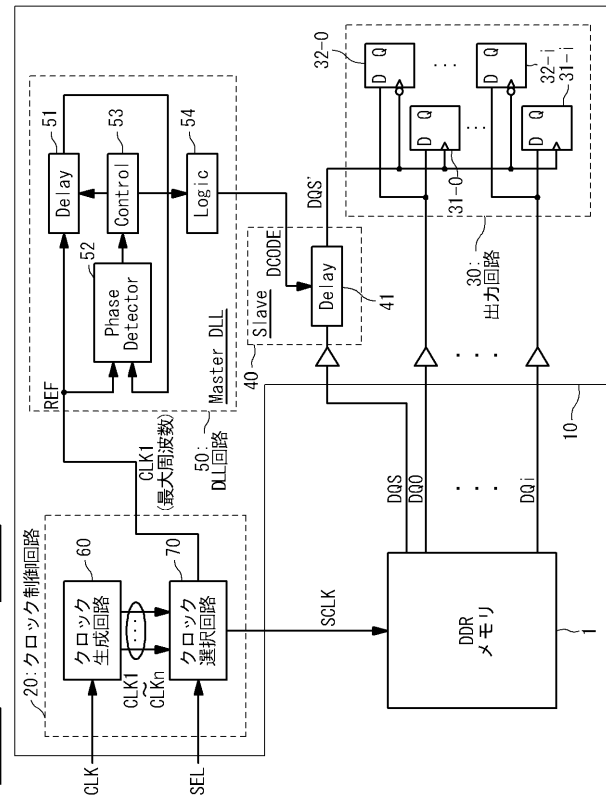 20:クロック制御回路
CLK
SEL
クロック
生成回路
60
CLK1
~
CLKn
クロック
選択回路
70
CLK1
(最大周波数)
SCLK
DDR
メモリ
1
REF
Phase
Detector
52
Delay
51
Control
53
Logic
54
Master DLL
50:
DLL回路
Slave
DCODE
Delay
41
40
DQS
DQ0
...
DQi
10
DQS'
...
30:
出力回路
D Q
32-0
...
D Q
32-i
D Q
31-0
...
D Q
31-i